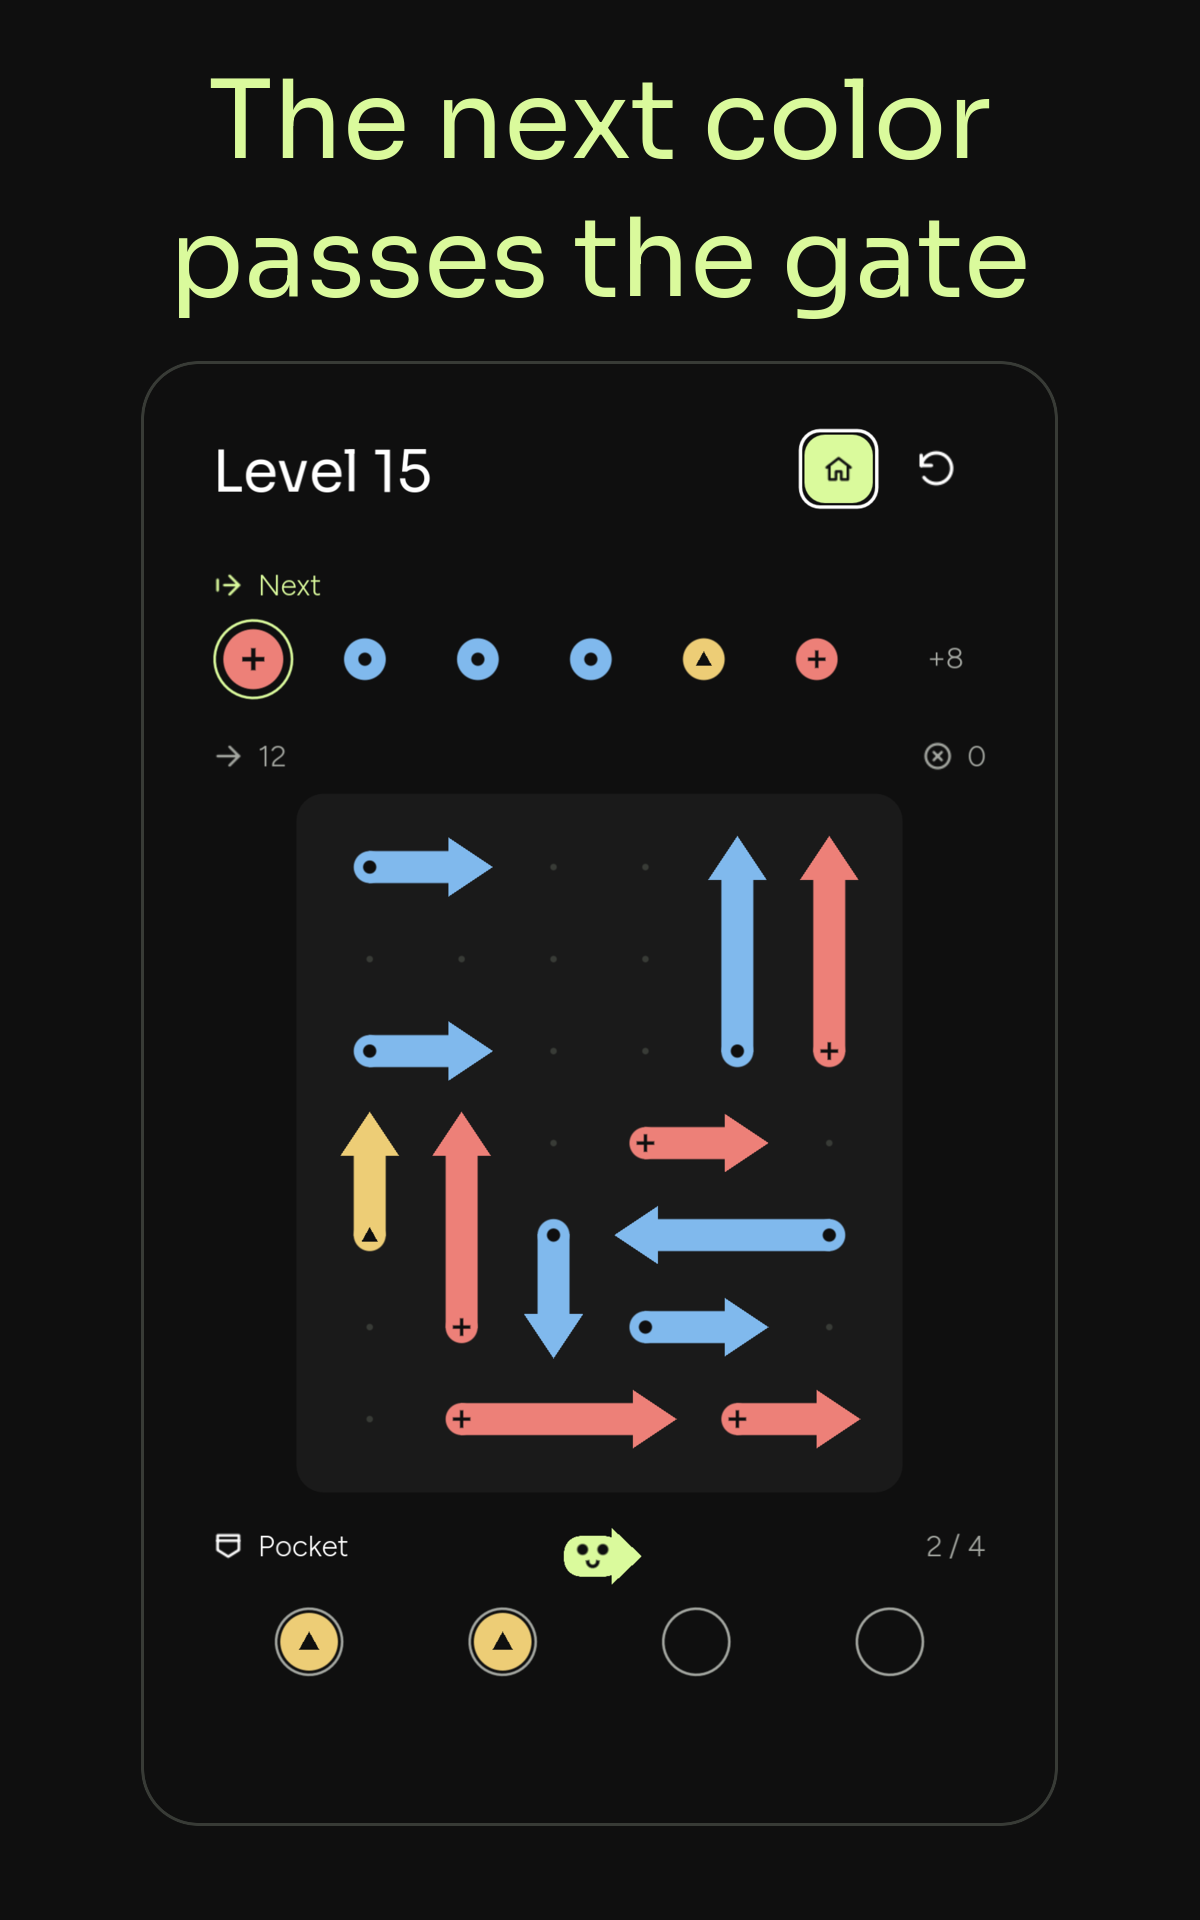 The next color
passes the gate
Level 15
Next
+8
12
0
Pocket
2 / 4